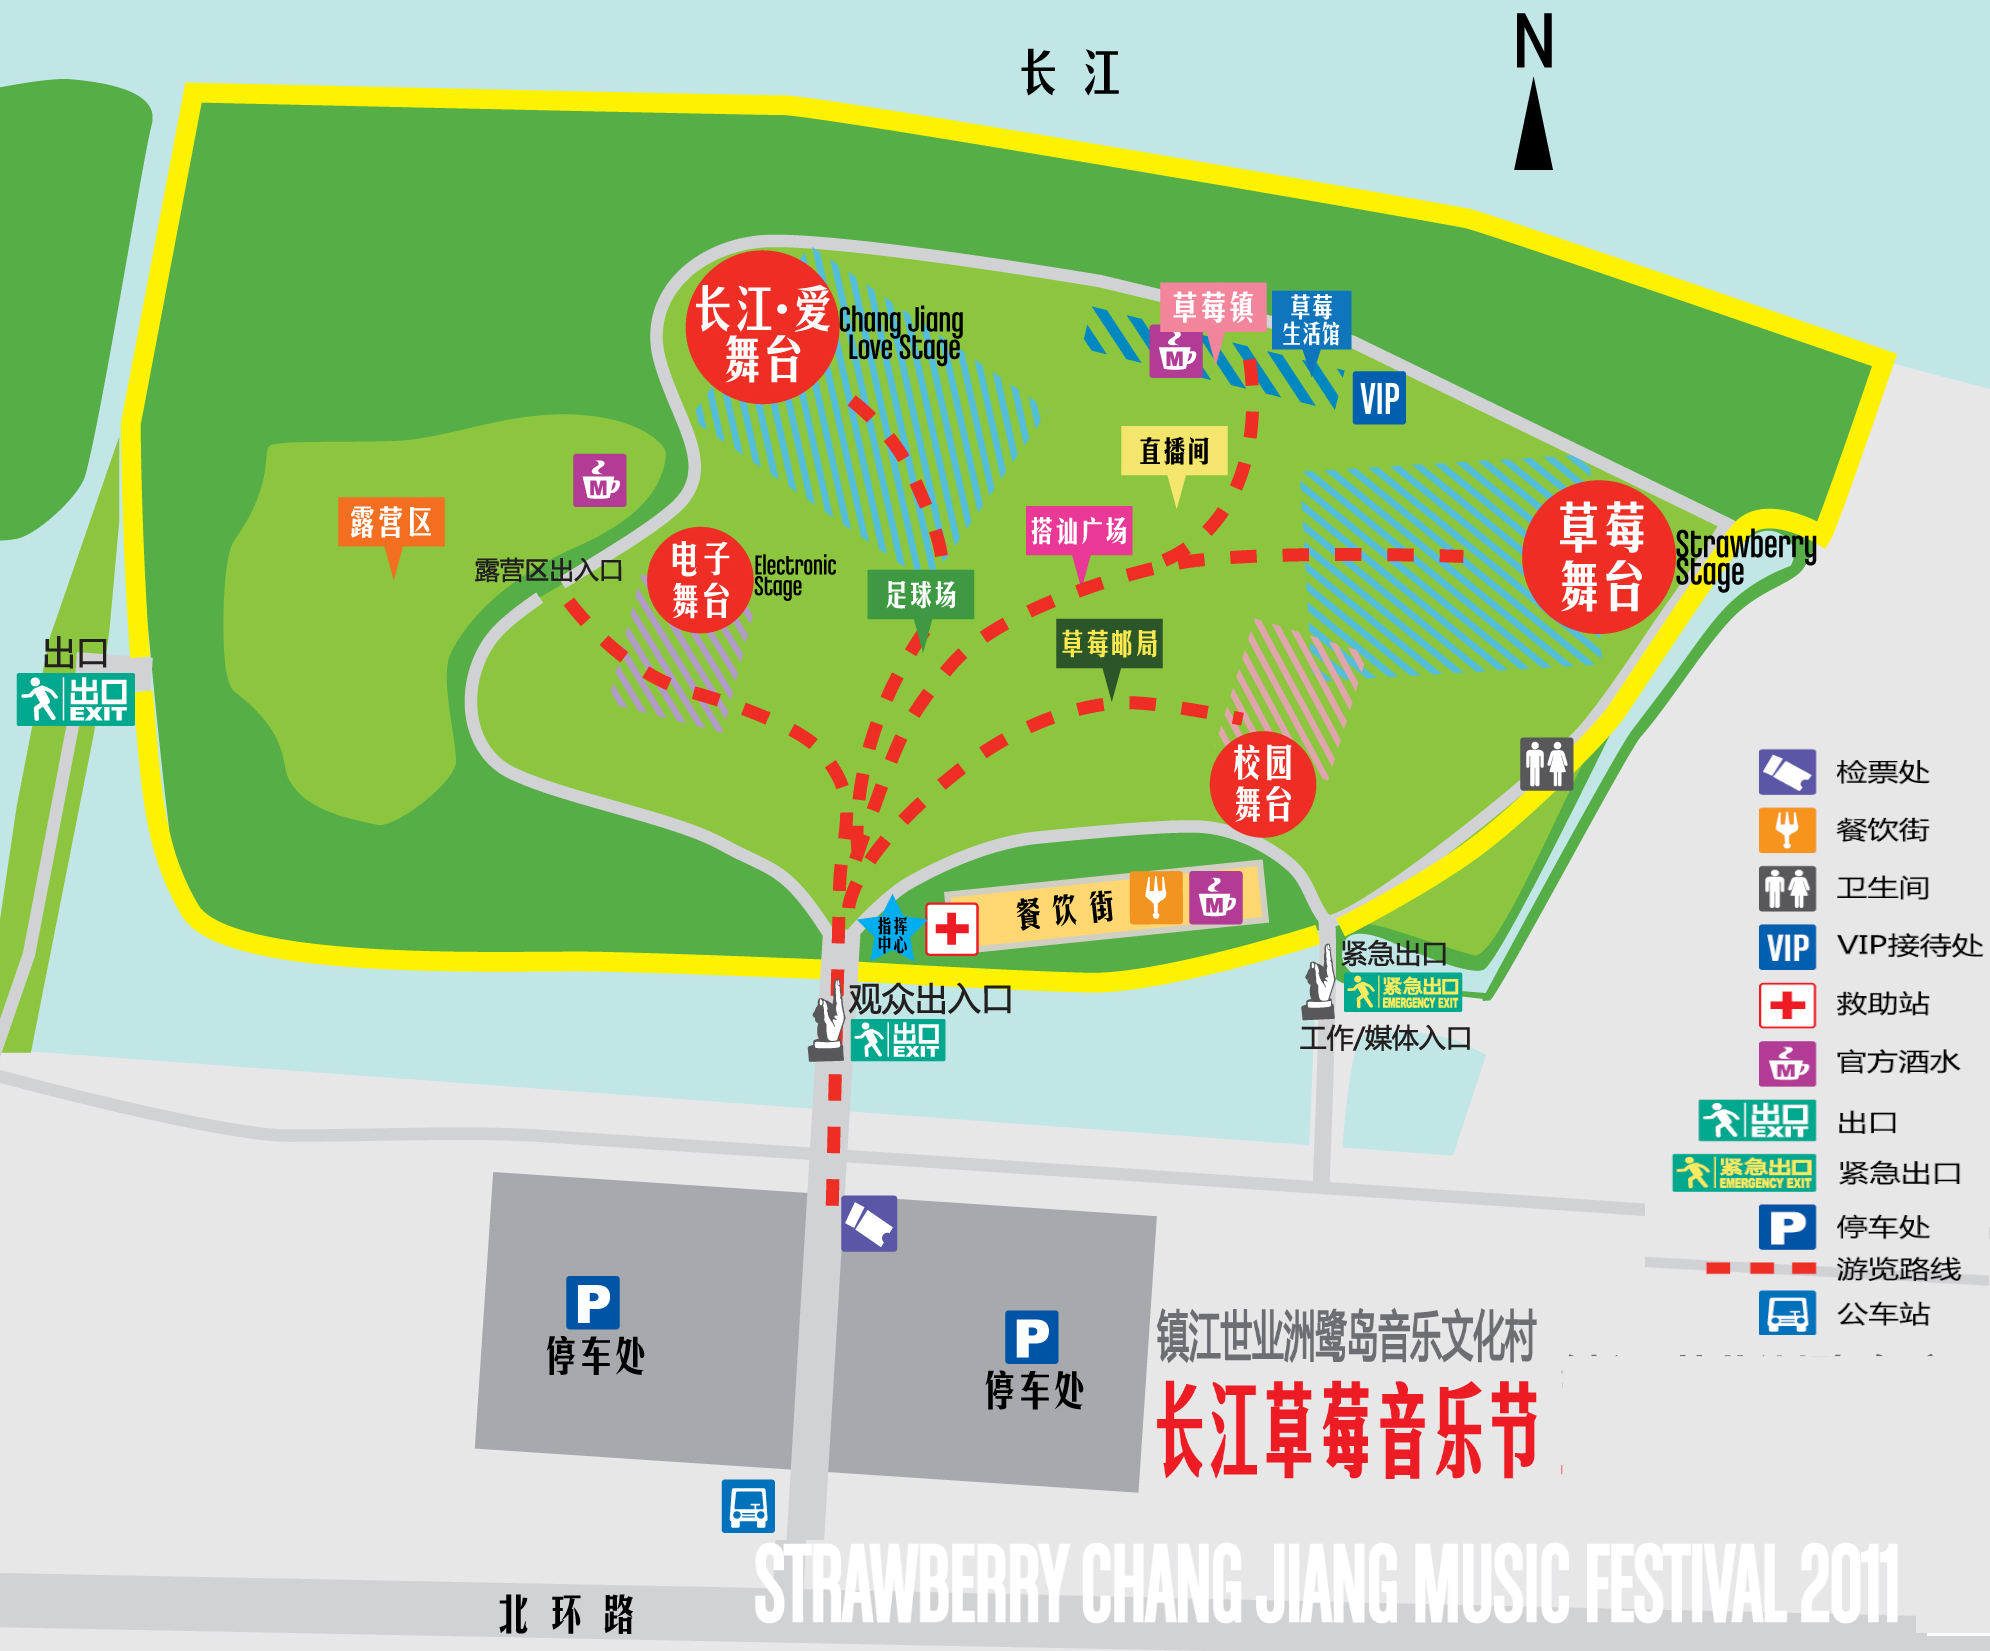 长江
N
长江·爱
舞台
Chang Jiang
Love Stage
草莓镇
草莓
生活馆
M
VIP
直播间
M
露营区
露营区出入口
电子
舞台
Electronic
Stage
搭讪广场
足球场
草莓
舞台
Strawberry
Stage
草莓邮局
出口
出口
EXIT
校园
舞台
餐饮街
M
指挥
中心
观众出入口
出口
EXIT
紧急出口
紧急出口
EMERGENCY EXIT
工作/媒体入口
检票处
餐饮街
卫生间
VIP
VIP接待处
救助站
M
官方酒水
出口
EXIT
出口
紧急出口
EMERGENCY EXIT
紧急出口
P
停车处
游览路线
公车站
P
停车处
P
停车处
镇江世业洲鹭岛音乐文化村
长江草莓音乐节
STRAWBERRY CHANG JIANG MUSIC FESTIVAL 2011
北环路